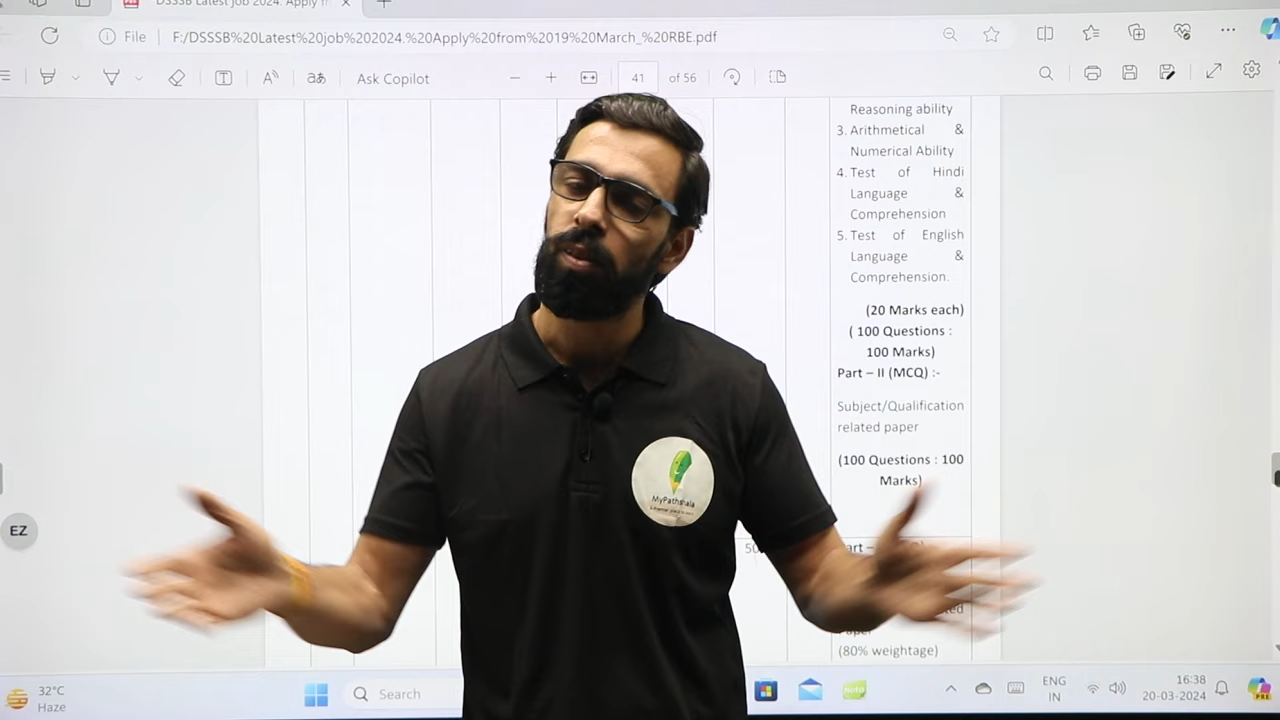 DSSSB Latest job 2024. Apply fr
File
F:/DSSSB%20Latest%20job%202024.%20Apply%20from%2019%20March_%20RBE.pdf
Ask Copilot
41
of 56
Reasoning ability
3. Arithmetical &
Numerical Ability
4. Test of Hindi
Language &
Comprehension
5. Test of English
Language &
Comprehension.
(20 Marks each)
( 100 Questions :
100 Marks)
Part – II (MCQ) :-
Subject/Qualification
related paper
(100 Questions : 100
Marks)
(80% weightage)
MyPathshala
EZ
32°C
Haze
Search
ENG
IN
16:38
20-03-2024
PRE